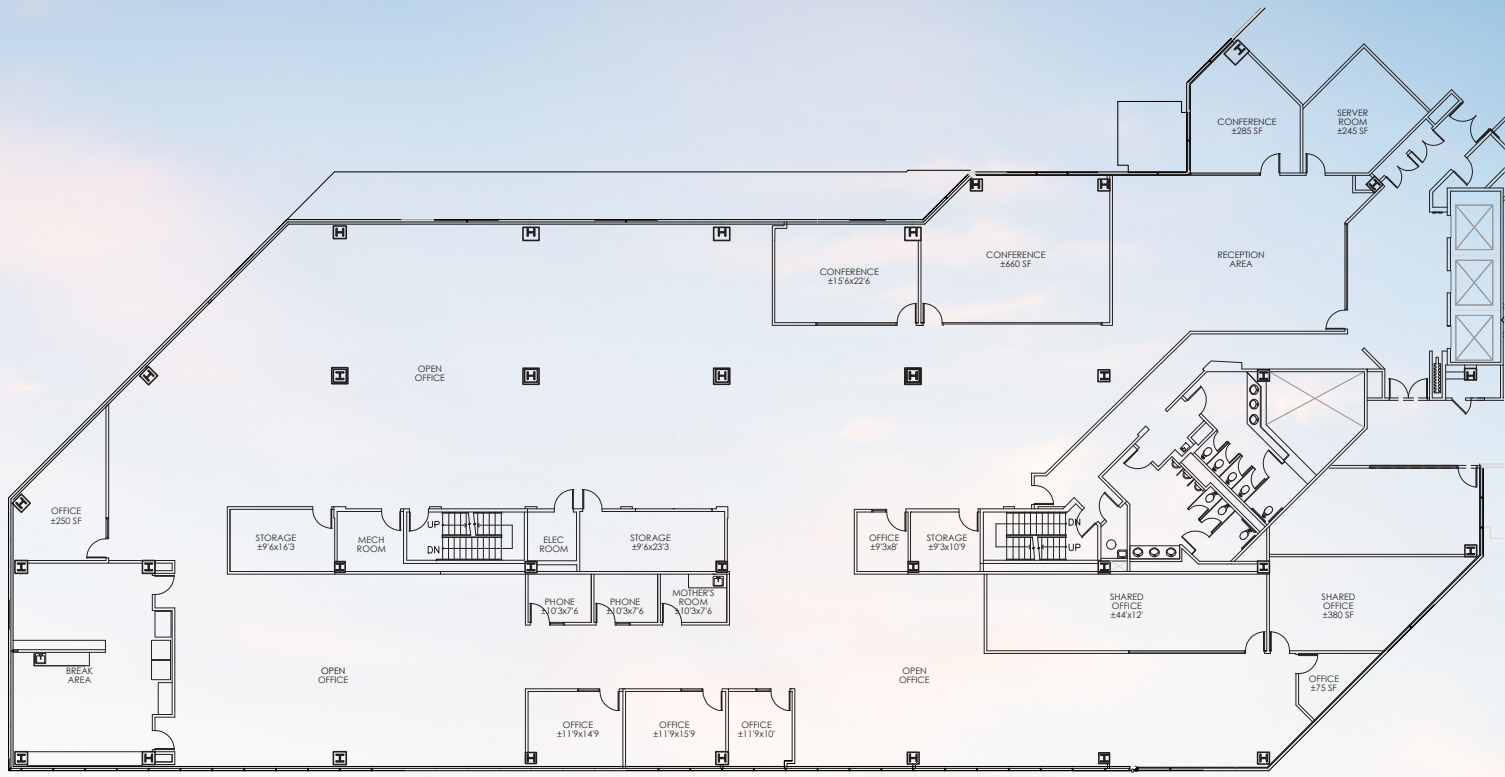 CONFERENCE
±285 SF
SERVER
ROOM
±245 SF
CONFERENCE
±15'6x22'6
CONFERENCE
±660 SF
RECEPTION
AREA
OPEN
OFFICE
OFFICE
±250 SF
STORAGE
±9'6x16'3
MECH
ROOM
UP
DN
ELEC
ROOM
STORAGE
±9'6x23'3
OFFICE
±9'3x8'
STORAGE
±9'3x10'9
DN
UP
PHONE
±10'3x7'6
PHONE
±10'3x7'6
MOTHER'S
ROOM
±10'3x7'6
SHARED
OFFICE
±44'x12'
SHARED
OFFICE
±380 SF
BREAK
AREA
OPEN
OFFICE
OPEN
OFFICE
OFFICE
±75 SF
OFFICE
±11'9x14'9
OFFICE
±11'9x15'9
OFFICE
±11'9x10'